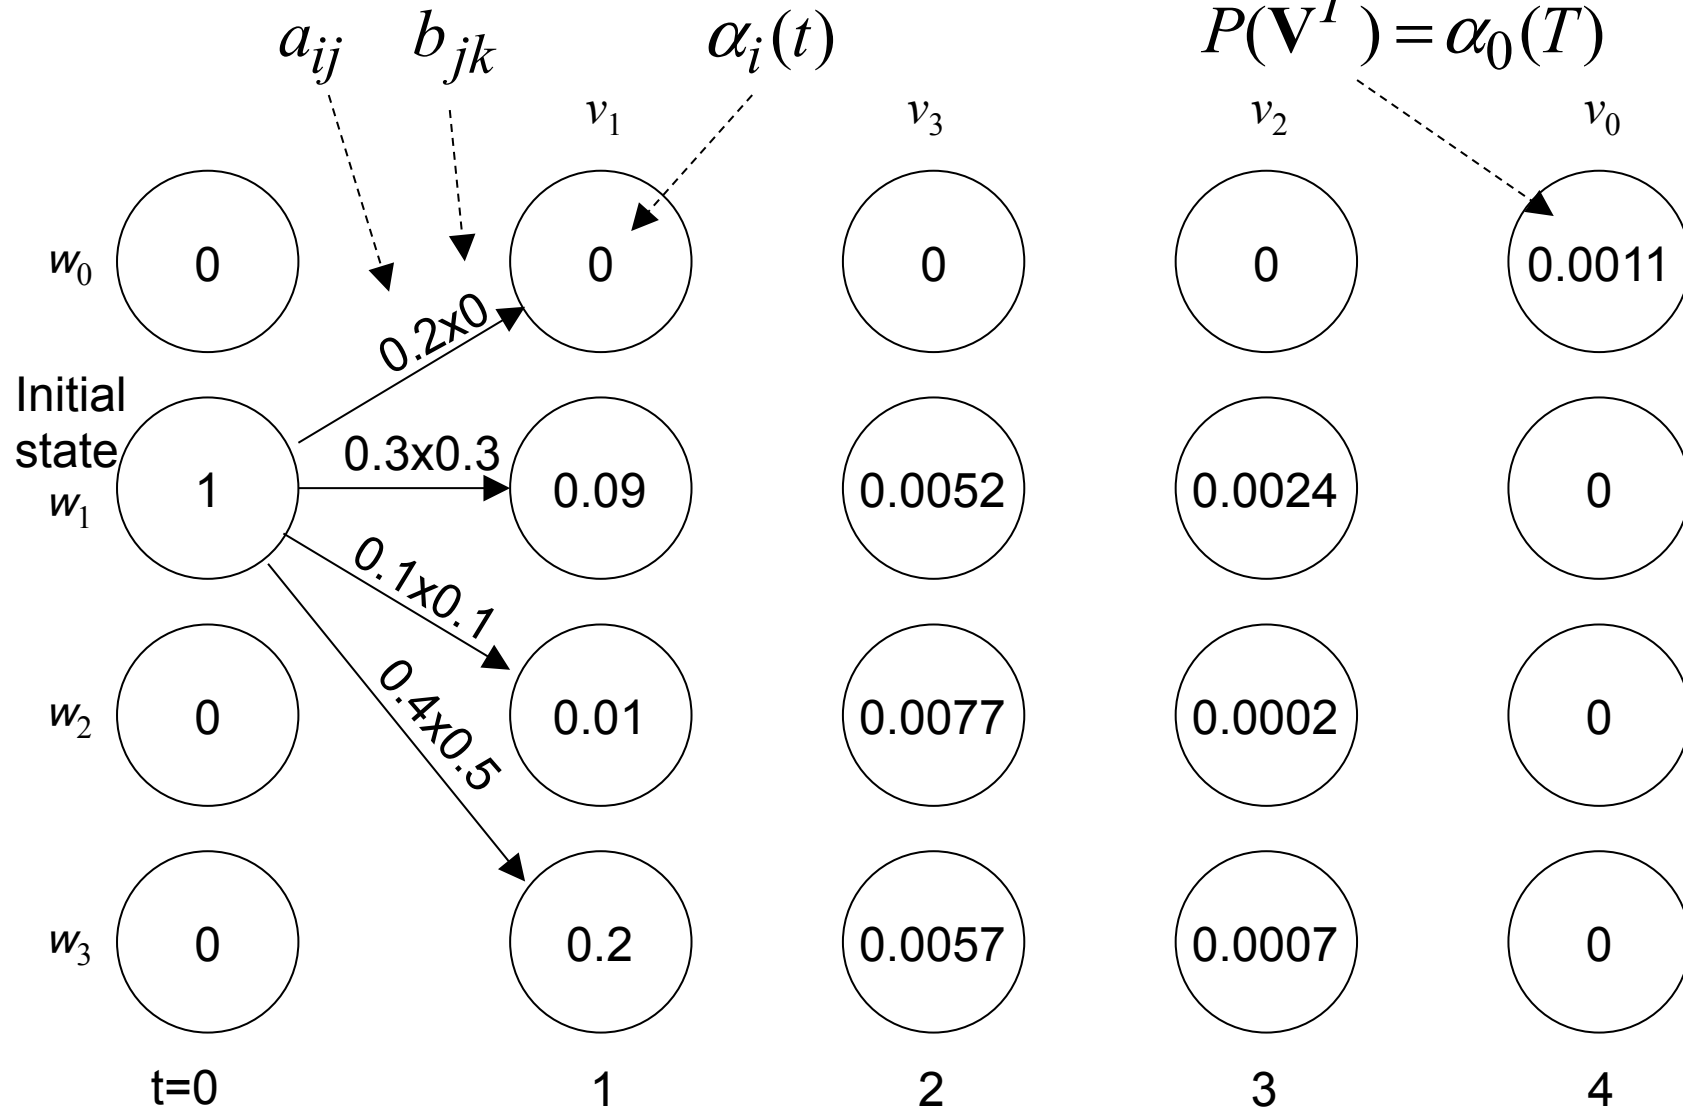 a_ij b_jk α_i(t) P(V^T) = α_0(T)
v_1 v_3 v_2 v_0
w_0 0 0 0 0 0.0011
0.2x0
Initial
state
w_1 1 0.3x0.3 0.09 0.0052 0.0024 0
0.1x0.1
w_2 0 0.01 0.0077 0.0002 0
0.4x0.5
w_3 0 0.2 0.0057 0.0007 0
t=0 1 2 3 4